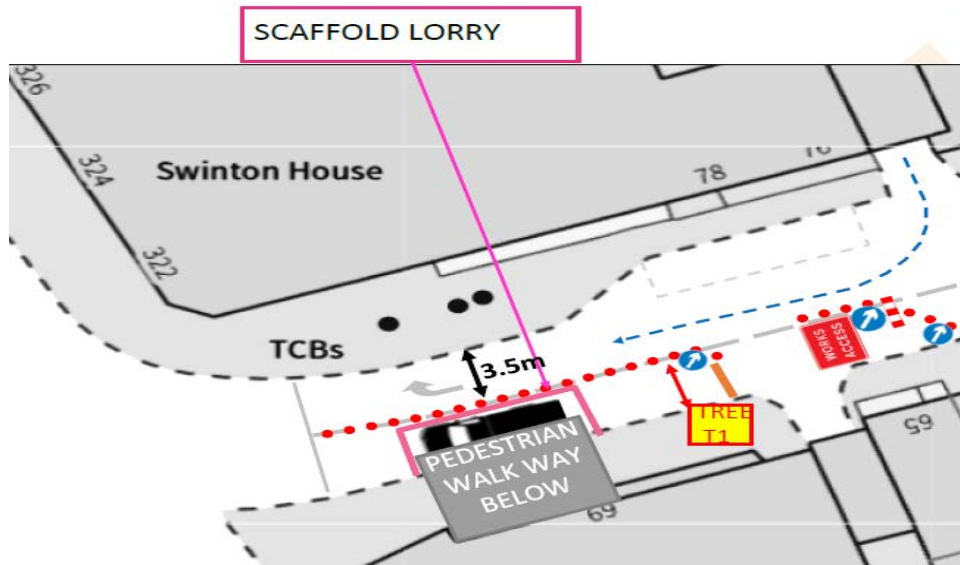 SCAFFOLD LORRY
326
324
322
Swinton House
78
76
TCBs
3.5m
WORKS
ACCESS
TREE
T1
PEDESTRIAN
WALK WAY
BELOW
69
65